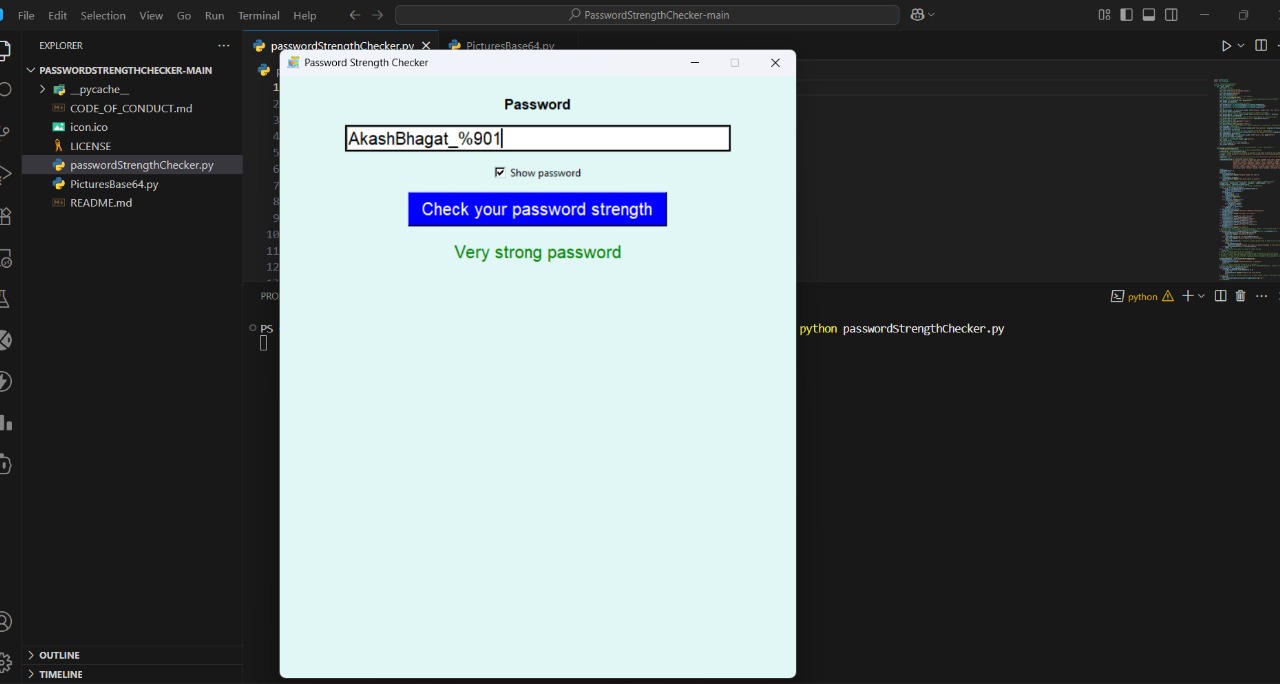 File Edit Selection View Go Run Terminal Help
PasswordStrengthChecker-main
EXPLORER
passwordStrengthChecker.py
PicturesBase64.py
PASSWORDSTRENGTHCHECKER-MAIN
__pycache__
CODE_OF_CONDUCT.md
icon.ico
LICENSE
passwordStrengthChecker.py
PicturesBase64.py
README.md
OUTLINE
TIMELINE
1
2
3
4
5
6
7
8
9
10
11
12
Password Strength Checker
Password
AkashBhagat_%901
Show password
Check your password strength
Very strong password
PRO
python
PS
python passwordStrengthChecker.py